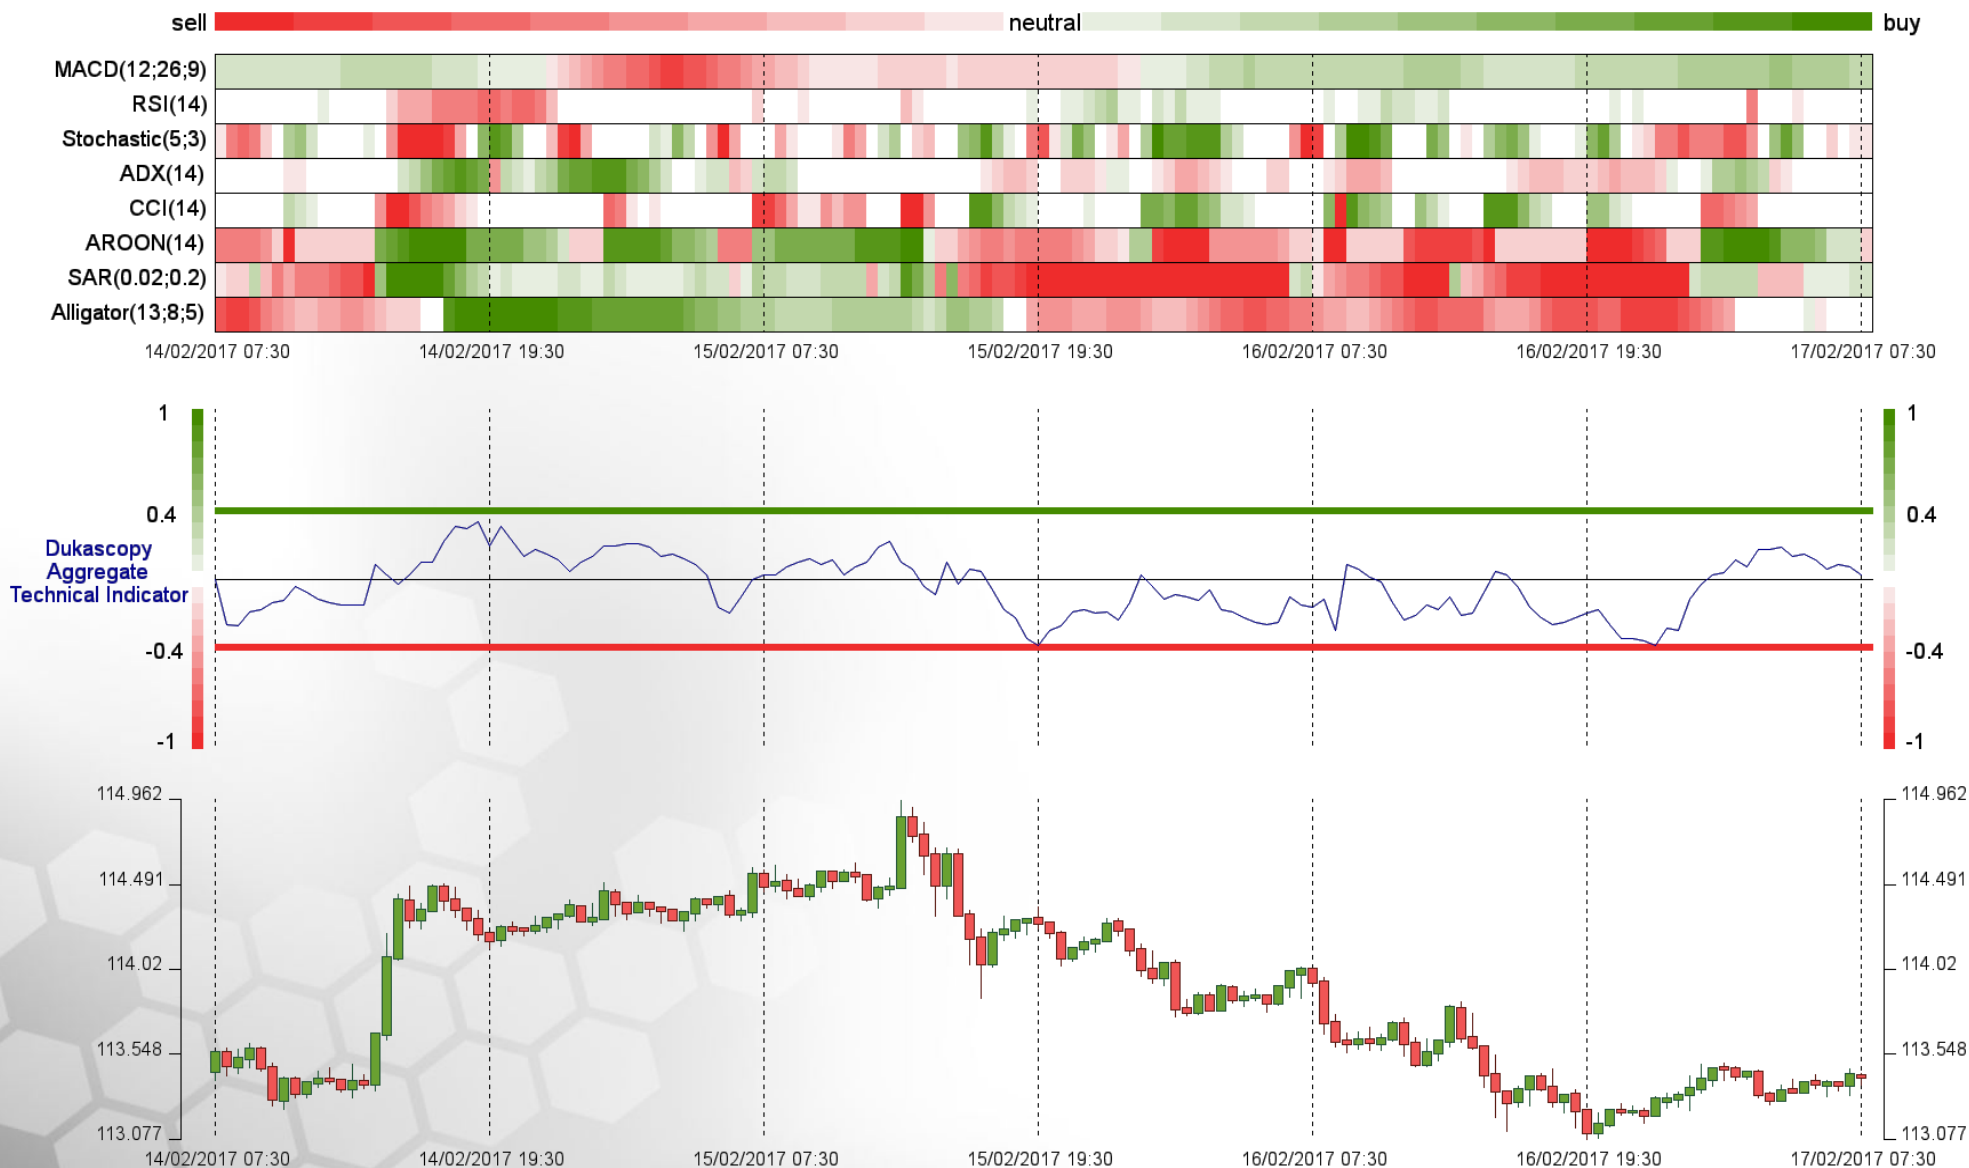 sell neutral buy
MACD(12;26;9)
RSI(14)
Stochastic(5;3)
ADX(14)
CCI(14)
AROON(14)
SAR(0.02;0.2)
Alligator(13;8;5)
14/02/2017 07:30 14/02/2017 19:30 15/02/2017 07:30 15/02/2017 19:30 16/02/2017 07:30 16/02/2017 19:30 17/02/2017 07:30
1 1
0.4 0.4
Dukascopy
Aggregate
Technical Indicator
-0.4 -0.4
-1 -1
114.962 114.962
114.491 114.491
114.02 114.02
113.548 113.548
113.077 113.077
14/02/2017 07:30 14/02/2017 19:30 15/02/2017 07:30 15/02/2017 19:30 16/02/2017 07:30 16/02/2017 19:30 17/02/2017 07:30